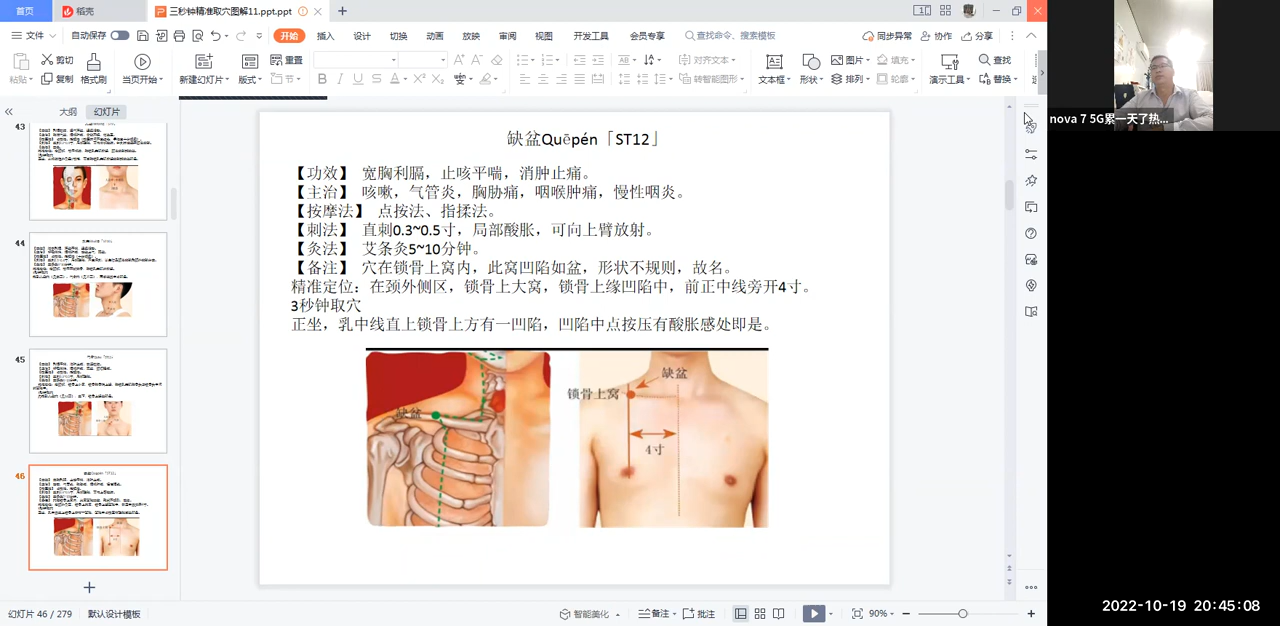 首页
稻壳
三秒钟精准取穴图解11.ppt.ppt
文件
自动保存
开始
插入
设计
切换
动画
放映
审阅
视图
开发工具
会员专享
查找命令、搜索模板
同步异常
协作
分享
粘贴
剪切
复制
格式刷
当页开始
新建幻灯片
版式
重置
节
对齐文本
转智能图形
文本框
形状
图片
排列
填充
轮廓
演示工具
查找
替换
大纲
幻灯片
43
44
45
46
缺盆Quēpén「ST12」
【功效】 宽胸利膈，止咳平喘，消肿止痛。
【主治】 咳嗽，气管炎，胸胁痛，咽喉肿痛，慢性咽炎。
【按摩法】 点按法、指揉法。
【刺法】 直刺0.3~0.5寸，局部酸胀，可向上臂放射。
【灸法】 艾条灸5~10分钟。
【备注】 穴在锁骨上窝内，此窝凹陷如盆，形状不规则，故名。
精准定位：在颈外侧区，锁骨上大窝，锁骨上缘凹陷中，前正中线旁开4寸。
3秒钟取穴
正坐，乳中线直上锁骨上方有一凹陷，凹陷中点按压有酸胀感处即是。
缺盆
缺盆
锁骨上窝
4寸
nova 7 5G累一天了热...
2022-10-19 20:45:08
幻灯片 46 / 279
默认设计模板
智能美化
备注
批注
90%